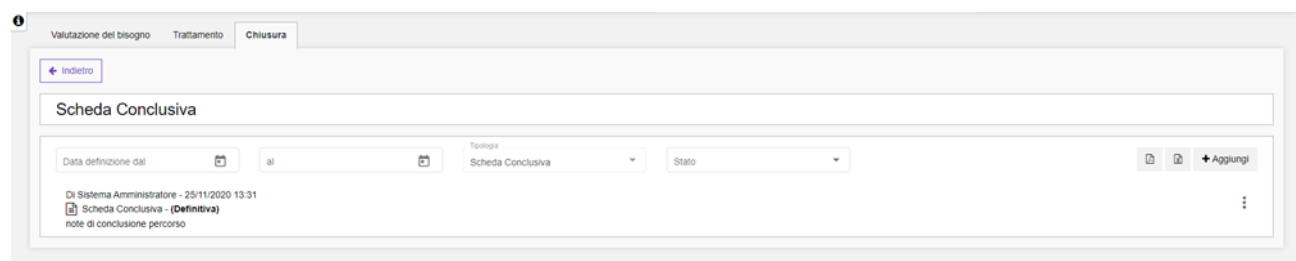 Valutazione del bisogno Trattamento Chiusura
Indietro
Scheda Conclusiva
Tipologia
Data definizione dal al Scheda Conclusiva Stato Aggiungi
Di Sistema Amministratore - 25/11/2020 13:31
Scheda Conclusiva - (Definitiva)
note di conclusione percorso